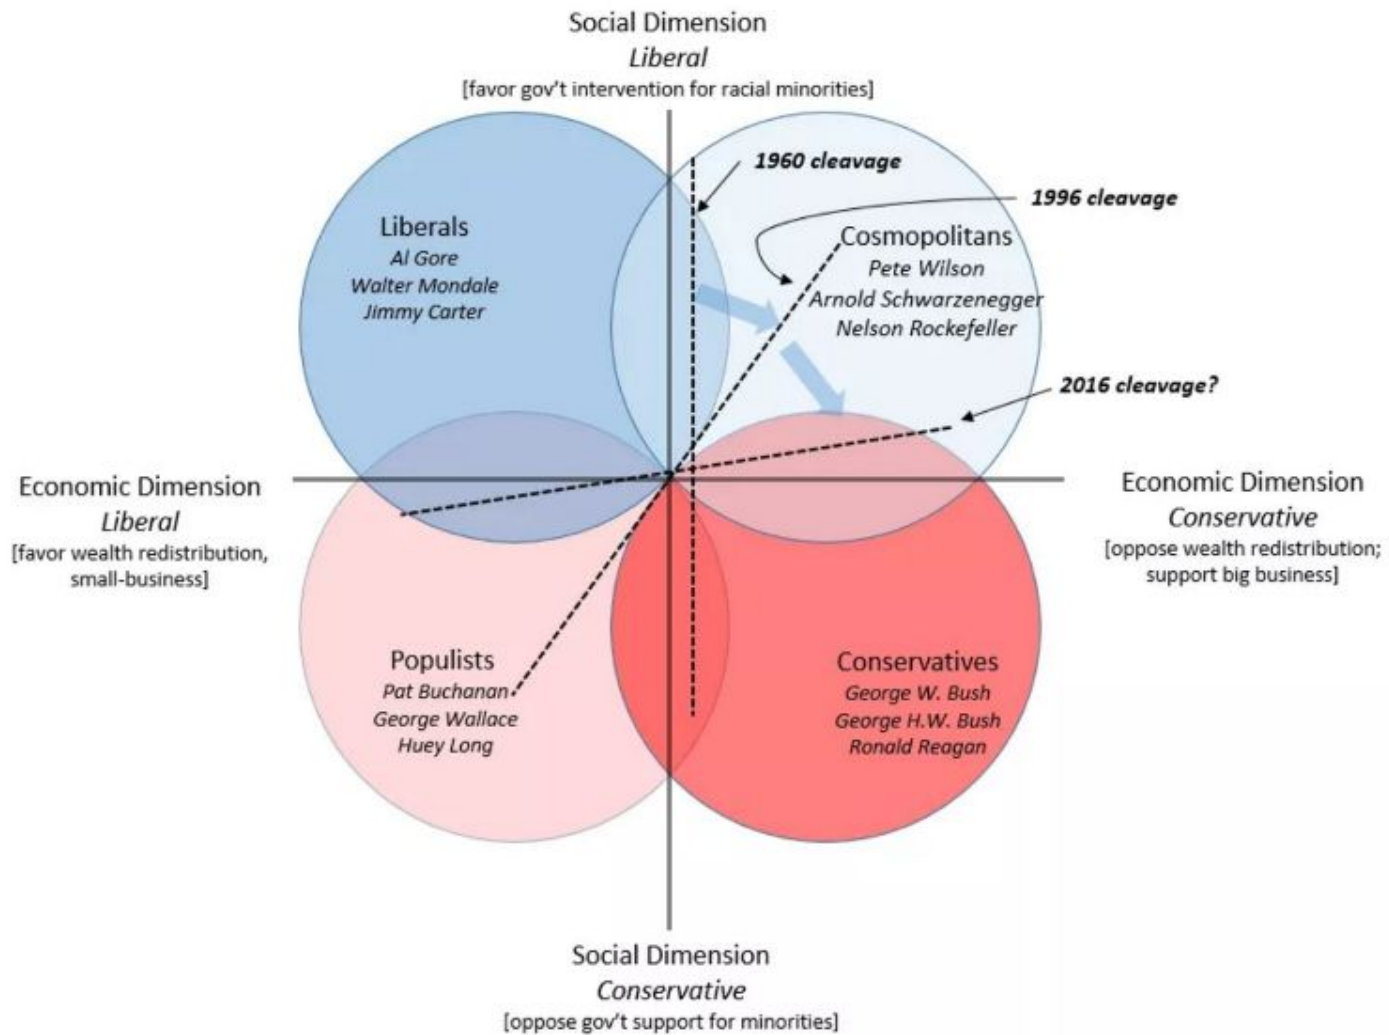 Social Dimension
Liberal
[favor gov't intervention for racial minorities]
1960 cleavage
1996 cleavage
Liberals
Al Gore
Walter Mondale
Jimmy Carter
Cosmopolitans
Pete Wilson
Arnold Schwarzenegger
Nelson Rockefeller
2016 cleavage?
Economic Dimension
Liberal
[favor wealth redistribution,
small-business]
Economic Dimension
Conservative
[oppose wealth redistribution;
support big business]
Populists
Pat Buchanan
George Wallace
Huey Long
Conservatives
George W. Bush
George H.W. Bush
Ronald Reagan
Social Dimension
Conservative
[oppose gov't support for minorities]